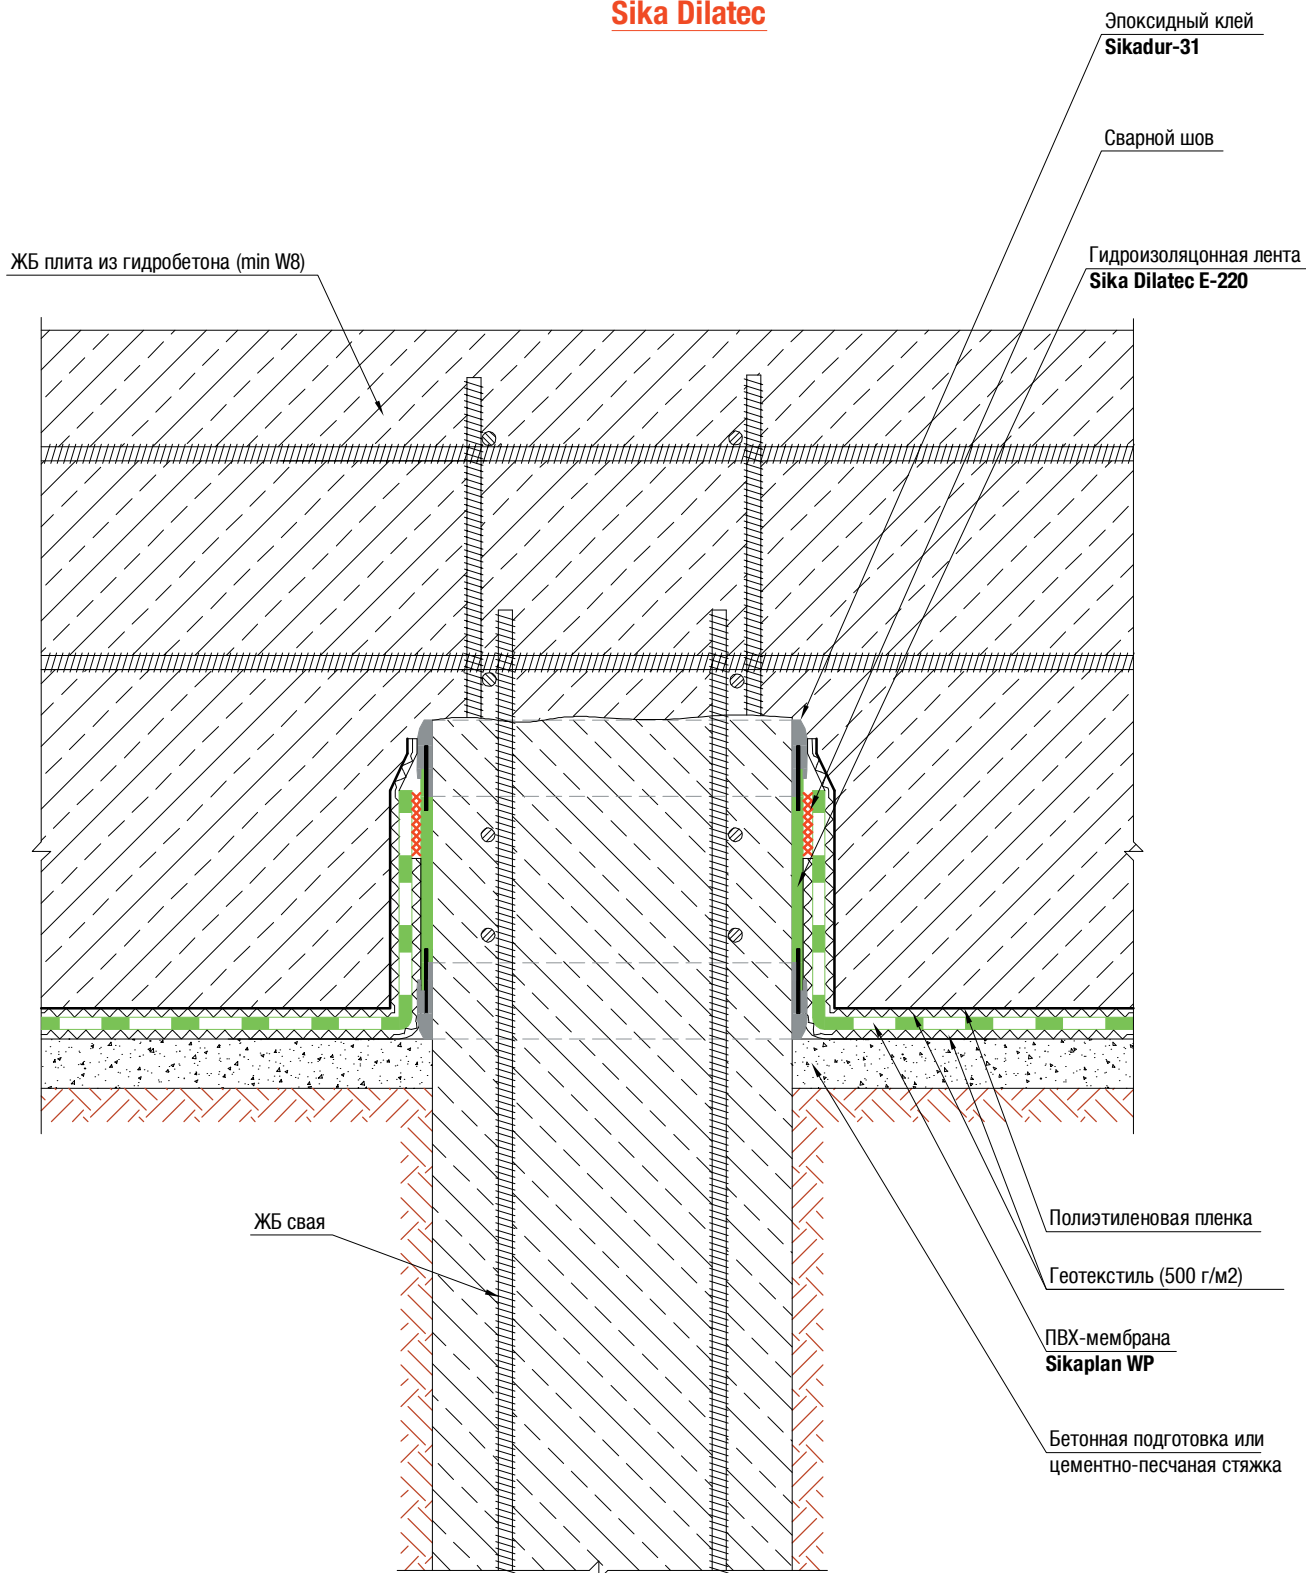 Sika Dilatec
Эпоксидный клей
Sikadur-31
Сварной шов
ЖБ плита из гидробетона (min W8)
Гидроизоляцонная лента
Sika Dilatec E-220
ЖБ свая
Полиэтиленовая пленка
Геотекстиль (500 г/м2)
ПВХ-мембрана
Sikaplan WP
Бетонная подготовка или
цементно-песчаная стяжка